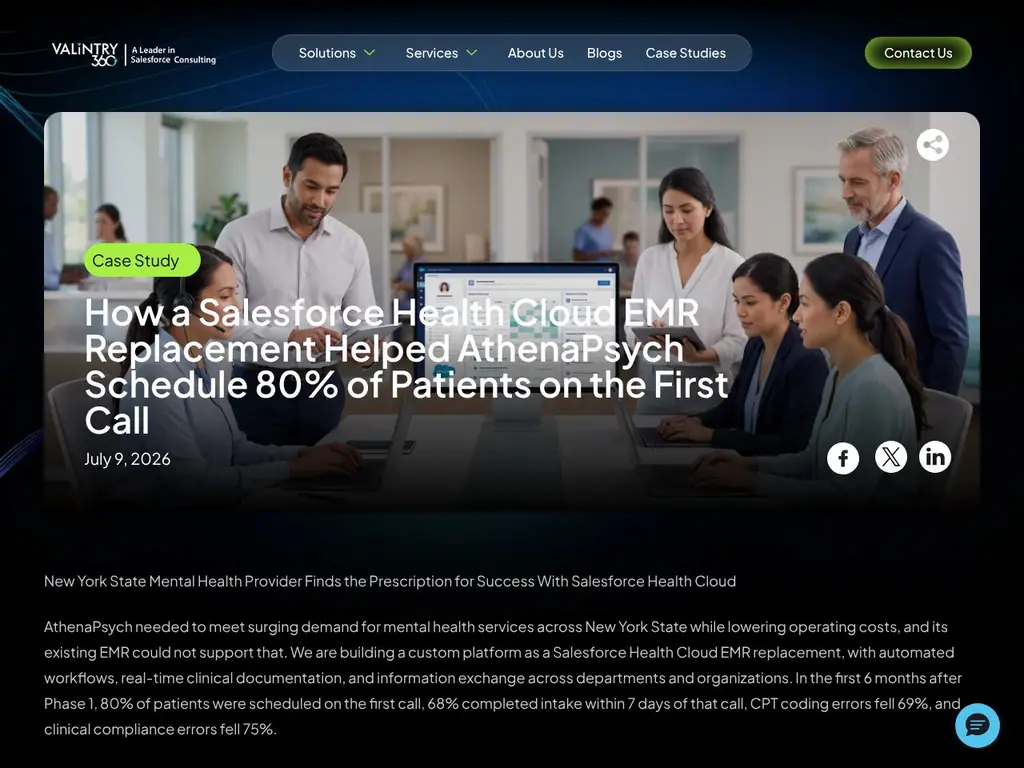 VALiNTRY
360
A Leader in
Salesforce Consulting
Solutions
Services
About Us
Blogs
Case Studies
Contact Us
Case Study
How a Salesforce Health Cloud EMR
Replacement Helped AthenaPsych
Schedule 80% of Patients on the First
Call
July 9, 2026
New York State Mental Health Provider Finds the Prescription for Success With Salesforce Health Cloud
AthenaPsych needed to meet surging demand for mental health services across New York State while lowering operating costs, and its
existing EMR could not support that. We are building a custom platform as a Salesforce Health Cloud EMR replacement, with automated
workflows, real-time clinical documentation, and information exchange across departments and organizations. In the first 6 months after
Phase 1, 80% of patients were scheduled on the first call, 68% completed intake within 7 days of that call, CPT coding errors fell 69%, and
clinical compliance errors fell 75%.